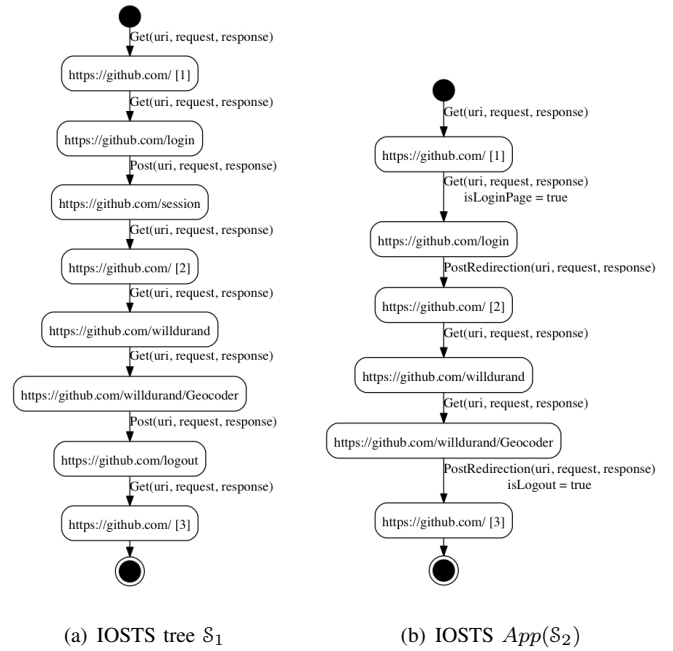 Get(uri, request, response)
https://github.com/ [1]
Get(uri, request, response)
https://github.com/login
Post(uri, request, response)
https://github.com/session
Get(uri, request, response)
https://github.com/ [2]
Get(uri, request, response)
https://github.com/willdurand
Get(uri, request, response)
https://github.com/willdurand/Geocoder
Post(uri, request, response)
https://github.com/logout
Get(uri, request, response)
https://github.com/ [3]
(a) IOSTS tree 𝒮₁
Get(uri, request, response)
https://github.com/ [1]
Get(uri, request, response)
isLoginPage = true
https://github.com/login
PostRedirection(uri, request, response)
https://github.com/ [2]
Get(uri, request, response)
https://github.com/willdurand
Get(uri, request, response)
https://github.com/willdurand/Geocoder
PostRedirection(uri, request, response)
isLogout = true
https://github.com/ [3]
(b) IOSTS App(𝒮₂)